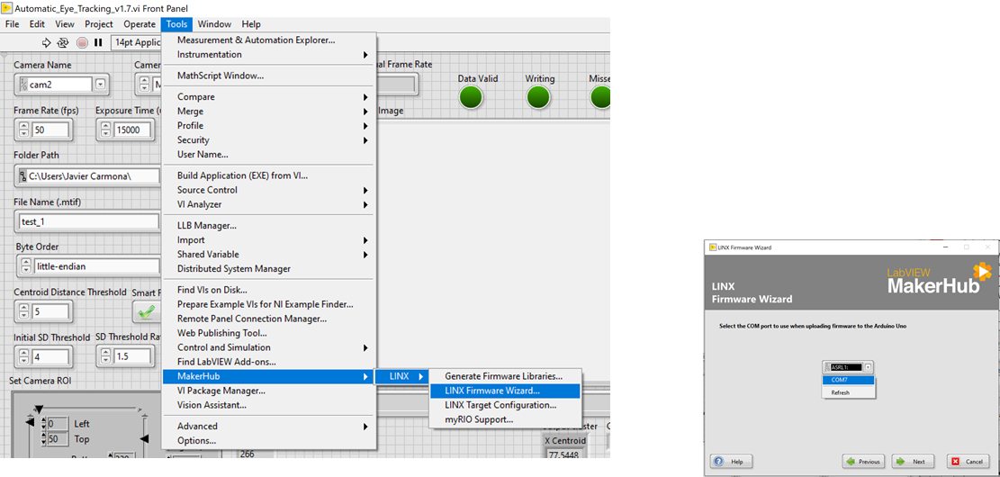 Automatic_Eye_Tracking_v1.7.vi Front Panel
File Edit View Project Operate Tools Window Help
14pt Applic
Camera Name
cam2
Frame Rate (fps)
50
Exposure Time
15000
Folder Path
C:\Users\Javier Carmona\
File Name (.mtif)
test_1
Byte Order
little-endian
Centroid Distance Threshold
5
Smart
Initial SD Threshold
4
SD Threshold
1.5
Set Camera ROI
0 Left
50 Top
Measurement & Automation Explorer...
Instrumentation
MathScript Window...
Compare
Merge
Profile
Security
User Name...
Build Application (EXE) from VI...
Source Control
VI Analyzer
LLB Manager...
Import
Shared Variable
Distributed System Manager
Find VIs on Disk...
Prepare Example VIs for NI Example Finder...
Remote Panel Connection Manager...
Web Publishing Tool...
Control and Simulation
Find LabVIEW Add-ons...
MakerHub
VI Package Manager...
Vision Assistant...
Advanced
Options...
LINX
Generate Firmware Libraries...
LINX Firmware Wizard...
LINX Target Configuration...
myRIO Support...
Frame Rate
Image
Data Valid
Writing
Misse
X Centroid
77.5448
266
LINX Firmware Wizard
LabVIEW
MakerHub
LINX
Firmware Wizard
Select the COM port to use when uploading firmware to the Arduino Uno
ASRL1:
COM7
Refresh
Help
Previous
Next
Cancel